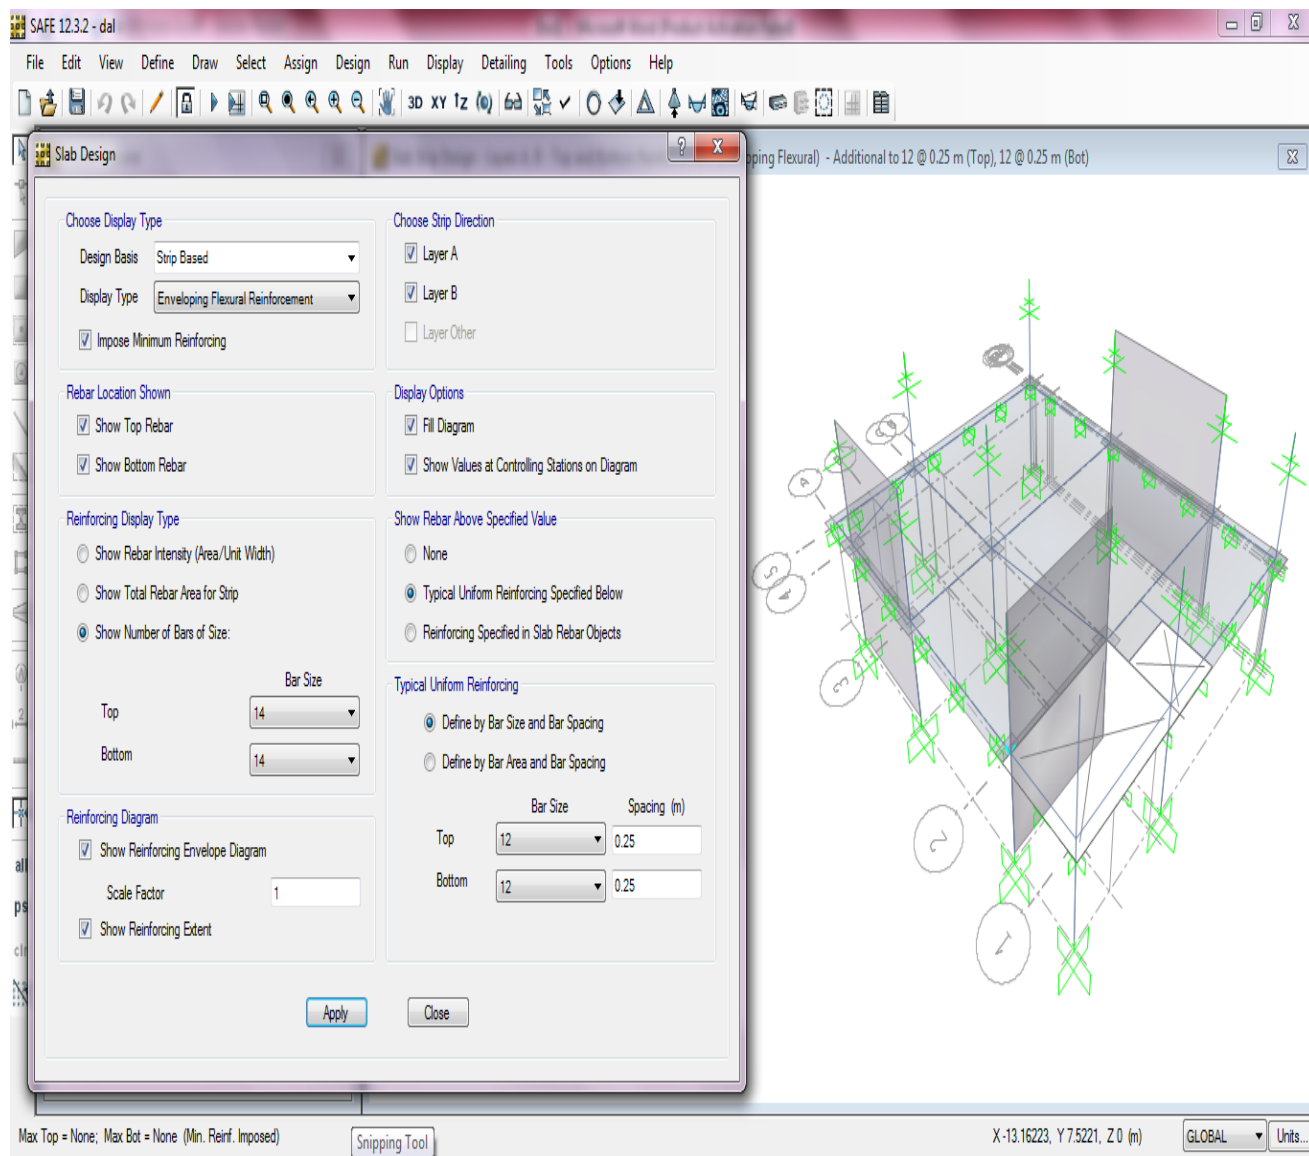 SAFE 12.3.2 - dal
File Edit View Define Draw Select Assign Design Run Display Detailing Tools Options Help
3D XY
Slab Design
ping Flexural) - Additional to 12 @ 0.25 m (Top), 12 @ 0.25 m (Bot)
Choose Display Type
Design Basis Strip Based
Display Type Enveloping Flexural Reinforcement
Impose Minimum Reinforcing
Rebar Location Shown
Show Top Rebar
Show Bottom Rebar
Reinforcing Display Type
Show Rebar Intensity (Area/Unit Width)
Show Total Rebar Area for Strip
Show Number of Bars of Size:
Bar Size
Top 14
Bottom 14
Reinforcing Diagram
Show Reinforcing Envelope Diagram
Scale Factor 1
Show Reinforcing Extent
Choose Strip Direction
Layer A
Layer B
Layer Other
Display Options
Fill Diagram
Show Values at Controlling Stations on Diagram
Show Rebar Above Specified Value
None
Typical Uniform Reinforcing Specified Below
Reinforcing Specified in Slab Rebar Objects
Typical Uniform Reinforcing
Define by Bar Size and Bar Spacing
Define by Bar Area and Bar Spacing
Bar Size Spacing (m)
Top 12 0.25
Bottom 12 0.25
Apply Close
all
ps
clr
A
3
2
1
Max Top = None; Max Bot = None (Min. Reinf. Imposed)
Snipping Tool
X -13.16223, Y 7.5221, Z 0 (m) GLOBAL Units...